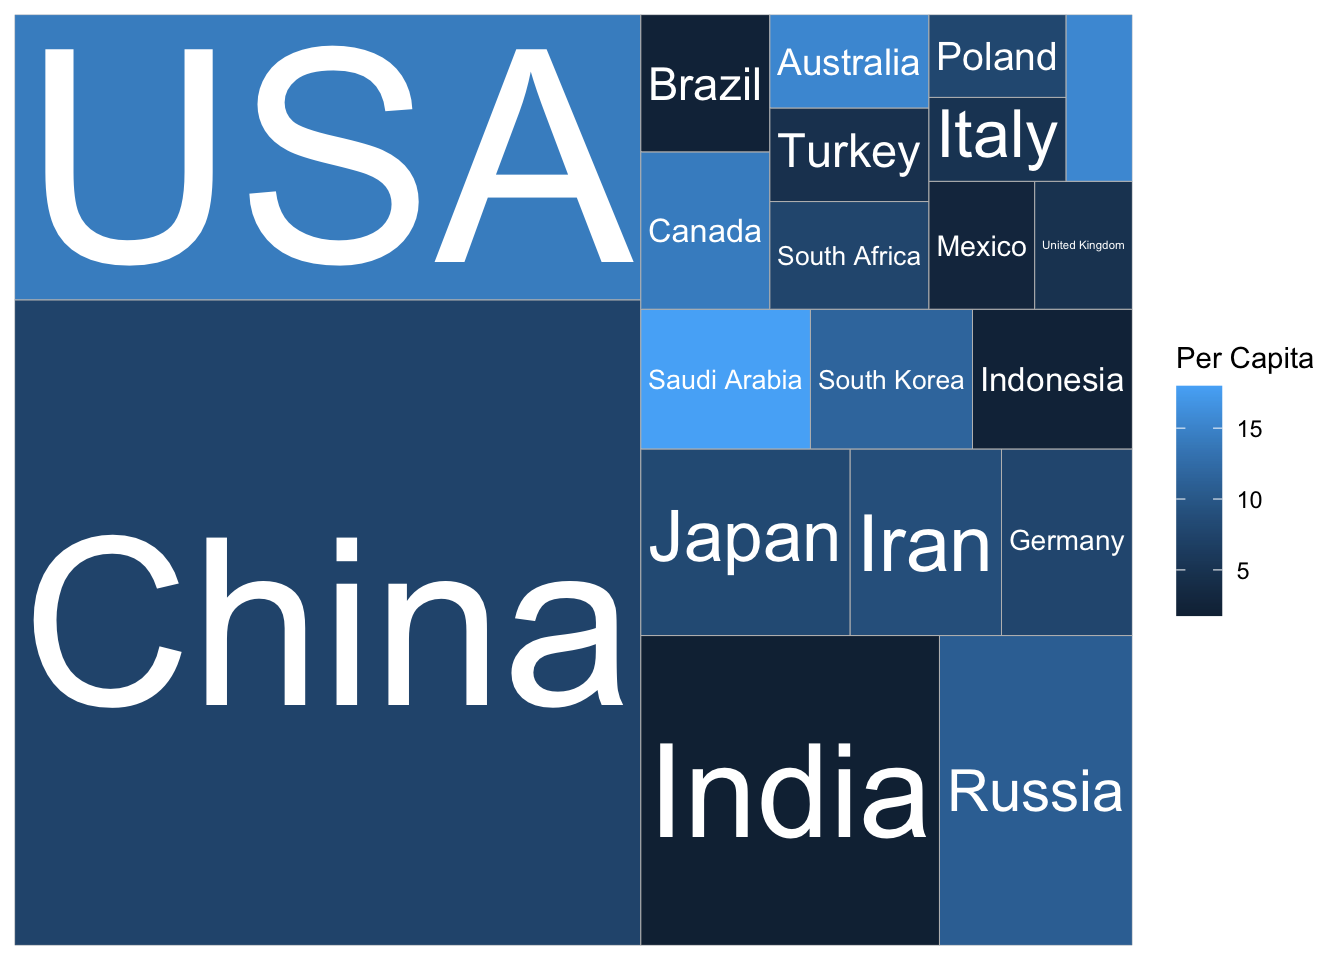 USA
Brazil
Australia
Poland
Italy
Turkey
Canada
South Africa
Mexico
United Kingdom
Saudi Arabia
South Korea
Indonesia
Japan
Iran
Germany
China
India
Russia
Per Capita
15
10
5